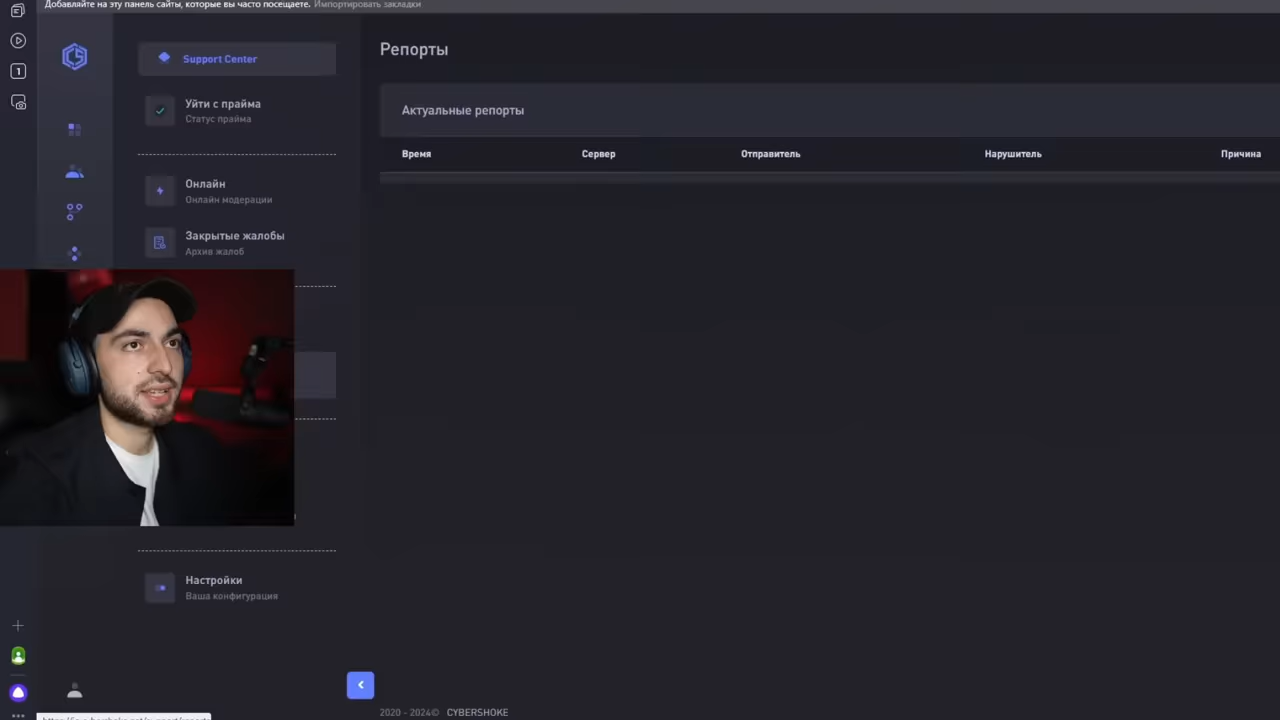 Добавляйте на эту панель сайты, которые вы часто посещаете. Импортировать закладки
1
Support Center
Уйти с прайма
Статус прайма
Онлайн
Онлайн модерации
Закрытые жалобы
Архив жалоб
Настройки
Ваша конфигурация
Репорты
Актуальные репорты
Время Сервер Отправитель Нарушитель Причина
2020 - 2024© CYBERSHOKE